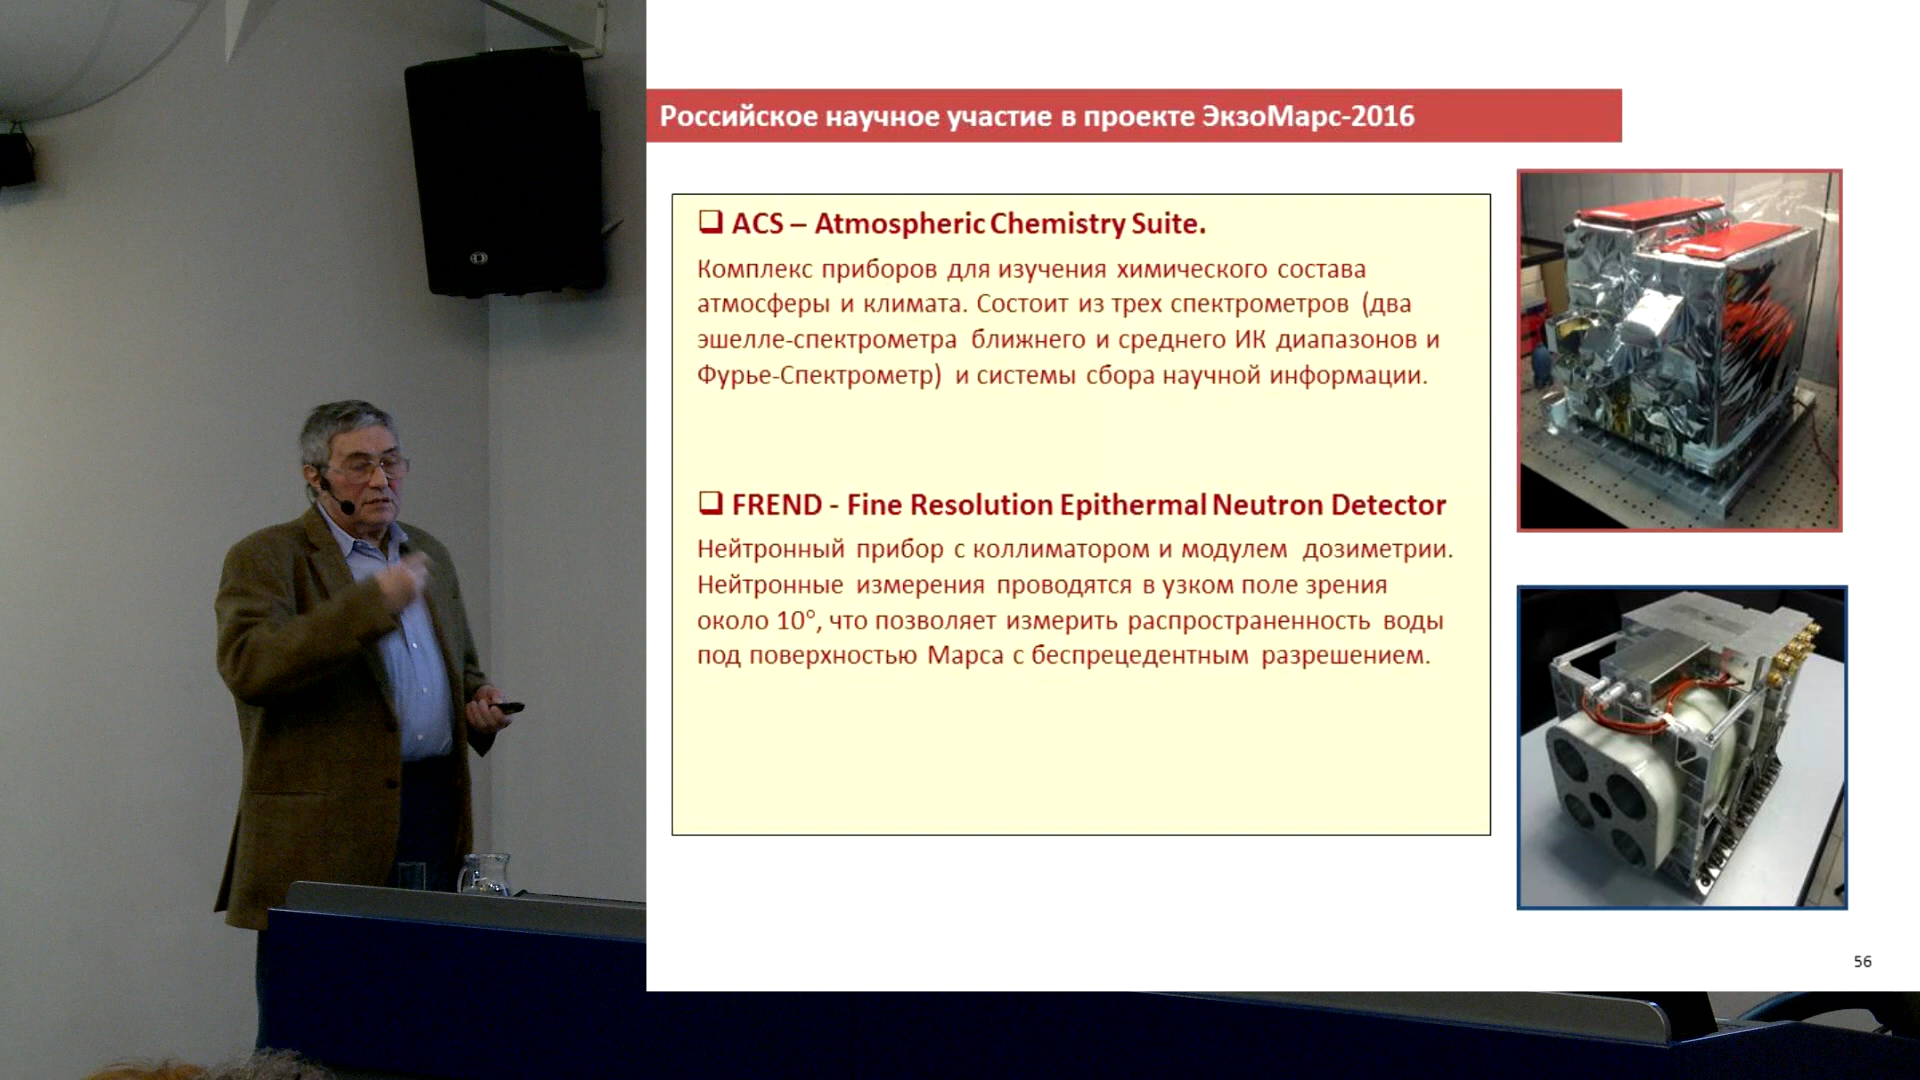 Российское научное участие в проекте ЭкзоМарс-2016
ACS – Atmospheric Chemistry Suite.
Комплекс приборов для изучения химического состава
атмосферы и климата. Состоит из трех спектрометров (два
эшелле-спектрометра ближнего и среднего ИК диапазонов и
Фурье-Спектрометр) и системы сбора научной информации.
FREND - Fine Resolution Epithermal Neutron Detector
Нейтронный прибор с коллиматором и модулем дозиметрии.
Нейтронные измерения проводятся в узком поле зрения
около 10°, что позволяет измерить распространенность воды
под поверхностью Марса с беспрецедентным разрешением.
56